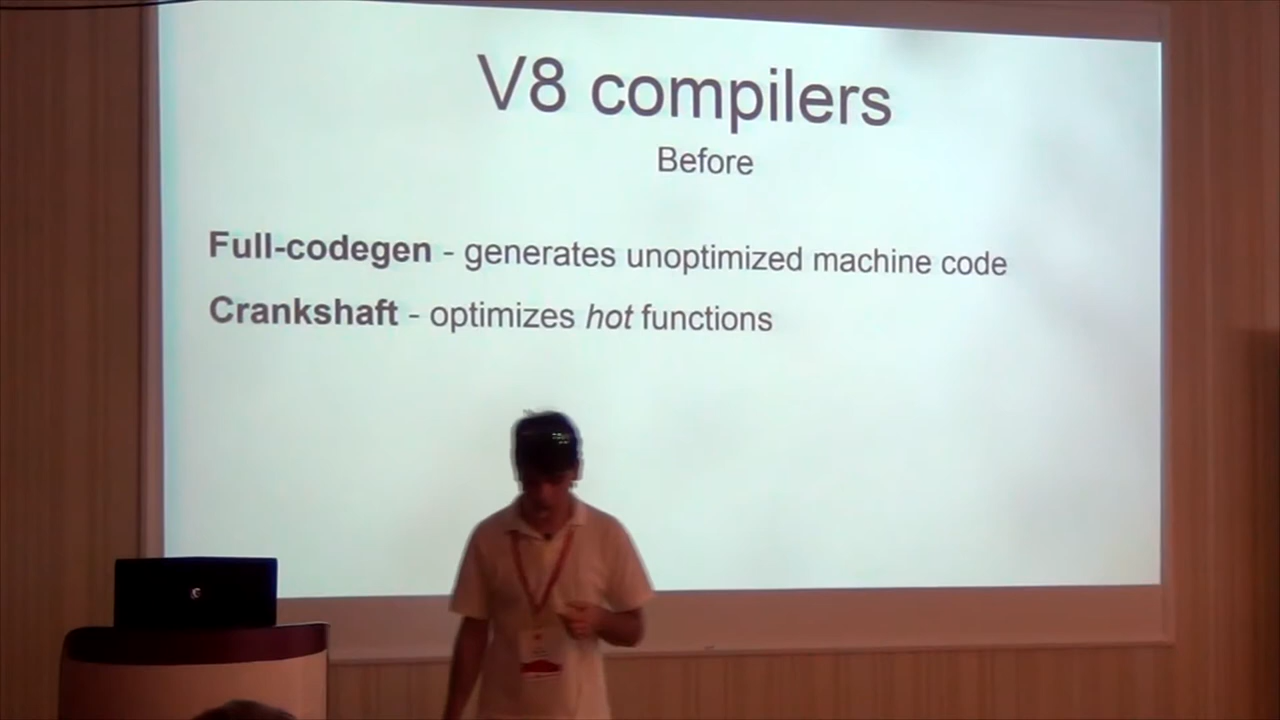 V8 compilers
Before
Full-codegen - generates unoptimized machine code
Crankshaft - optimizes hot functions